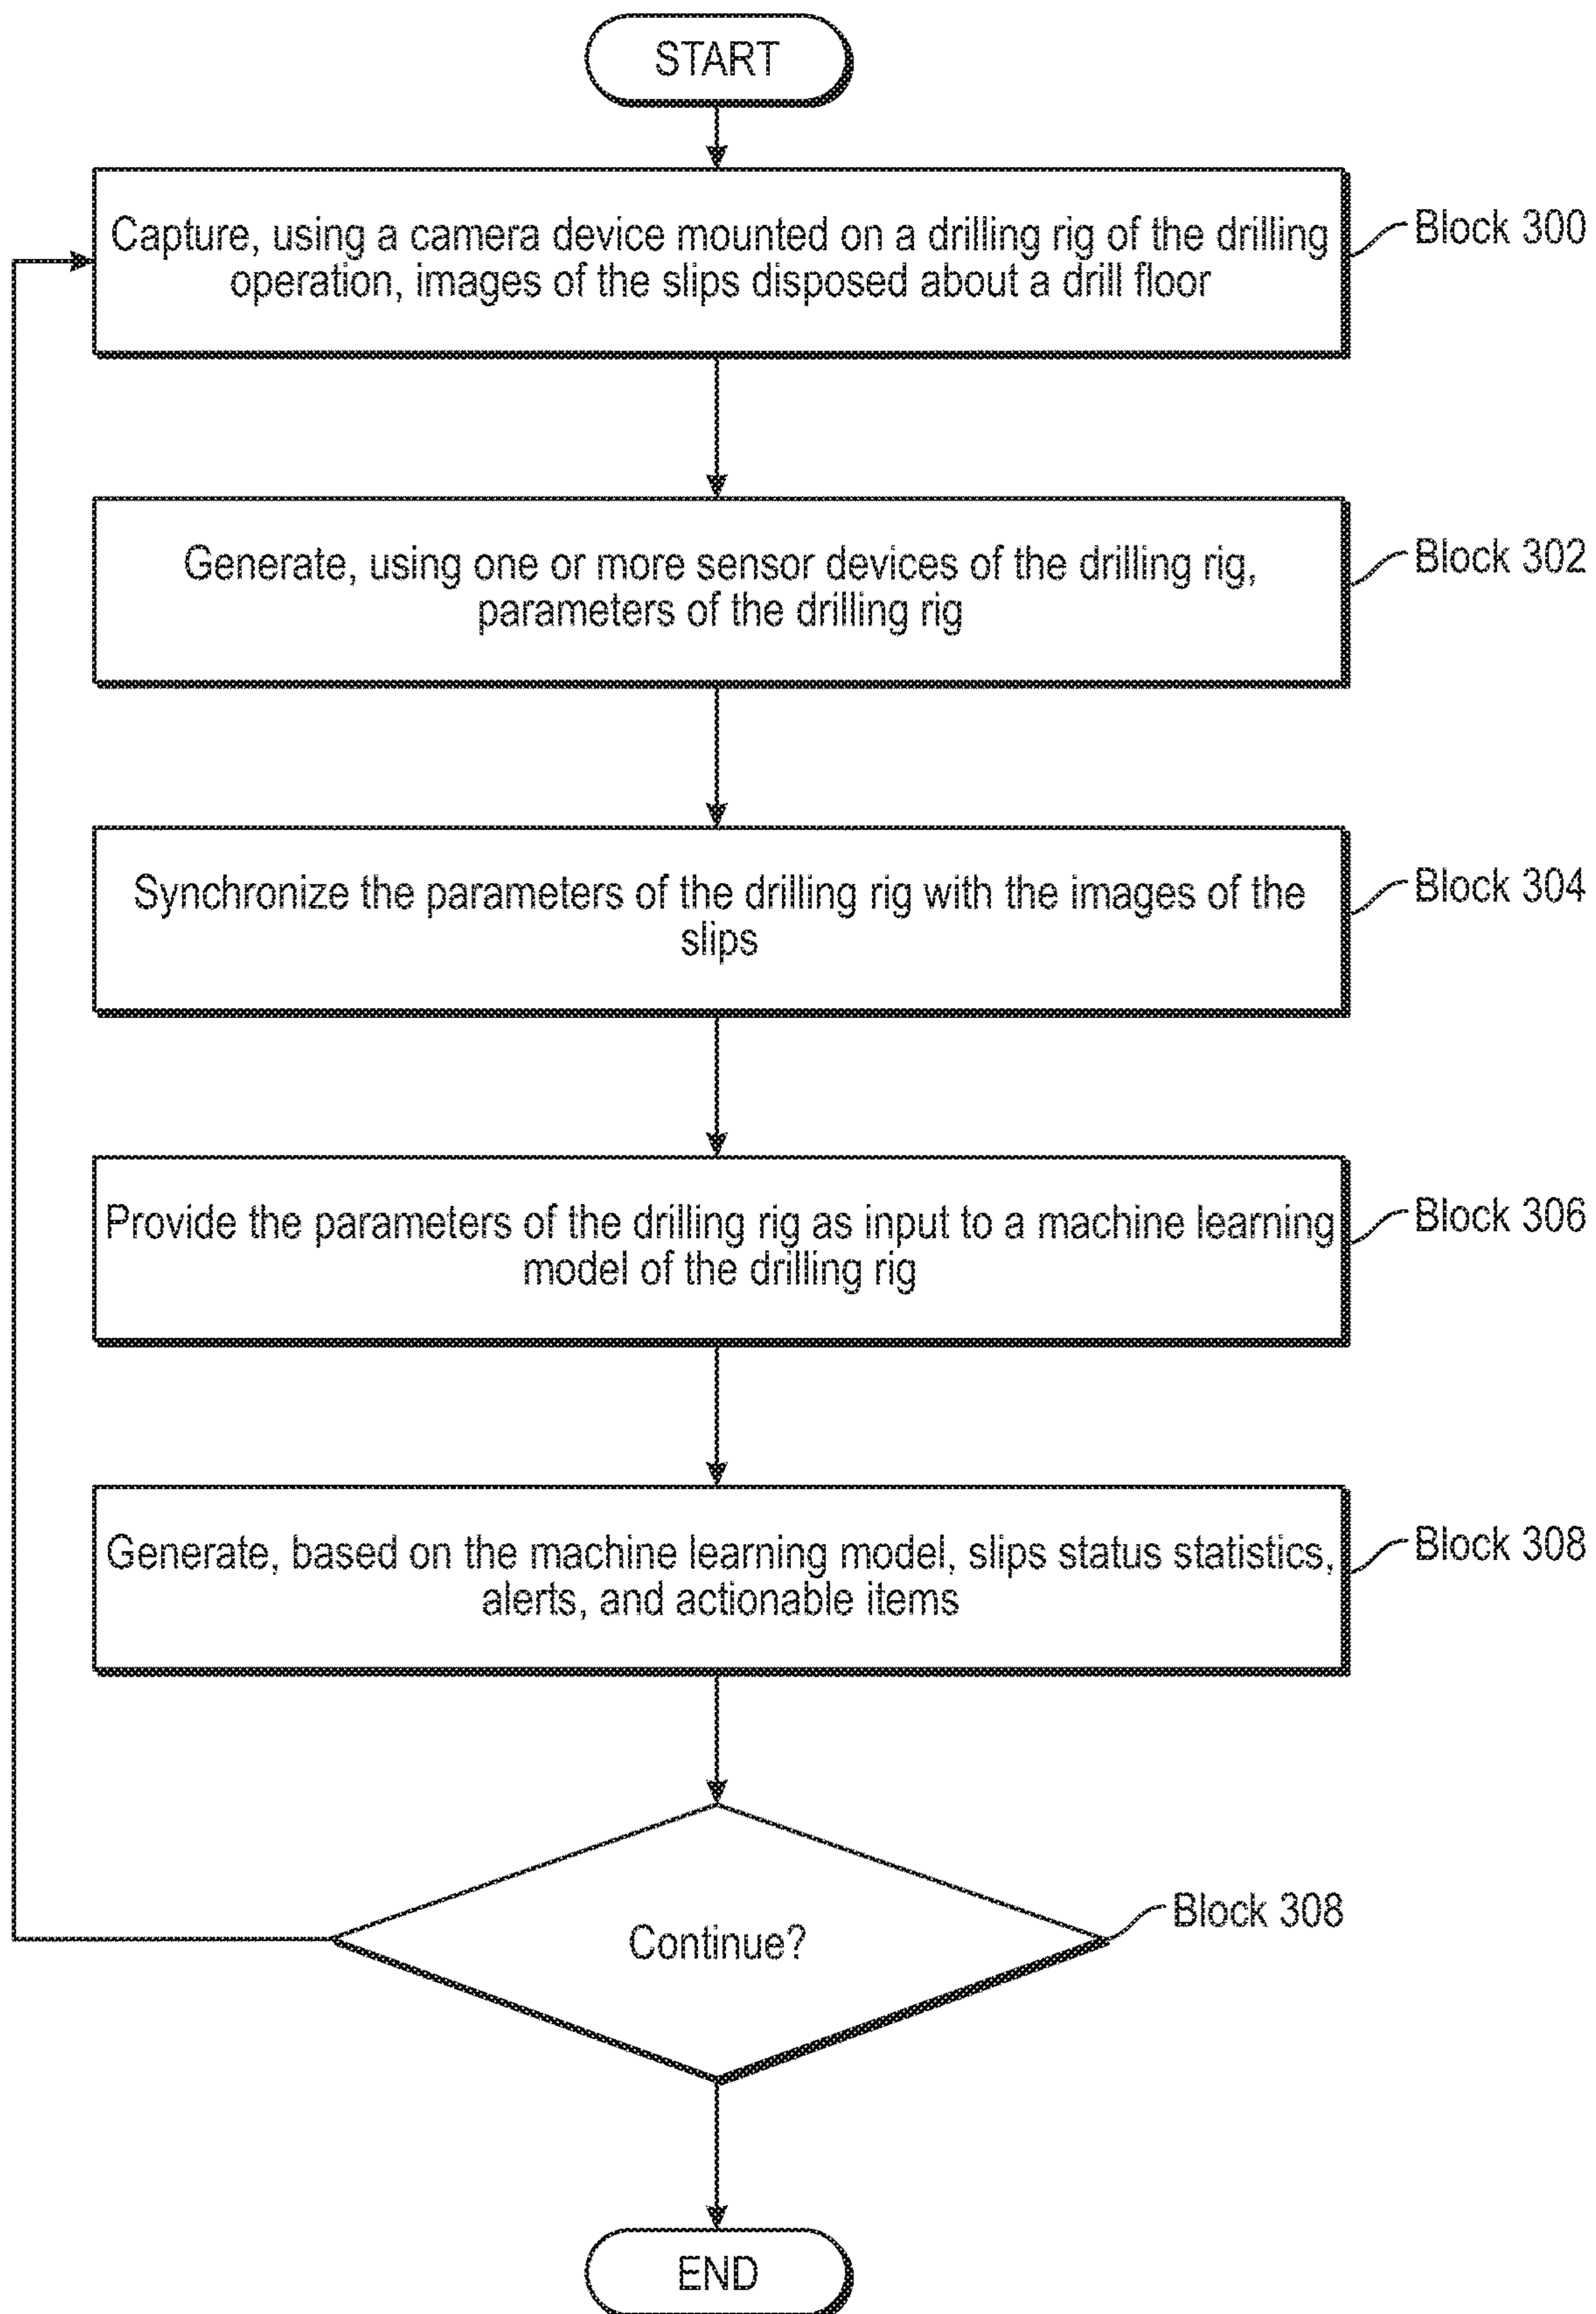 START
Capture, using a camera device mounted on a drilling rig of the drilling
operation, images of the slips disposed about a drill floor
Block 300
Generate, using one or more sensor devices of the drilling rig,
parameters of the drilling rig
Block 302
Synchronize the parameters of the drilling rig with the images of the
slips
Block 304
Provide the parameters of the drilling rig as input to a machine learning
model of the drilling rig
Block 306
Generate, based on the machine learning model, slips status statistics,
alerts, and actionable items
Block 308
Continue?
Block 308
END